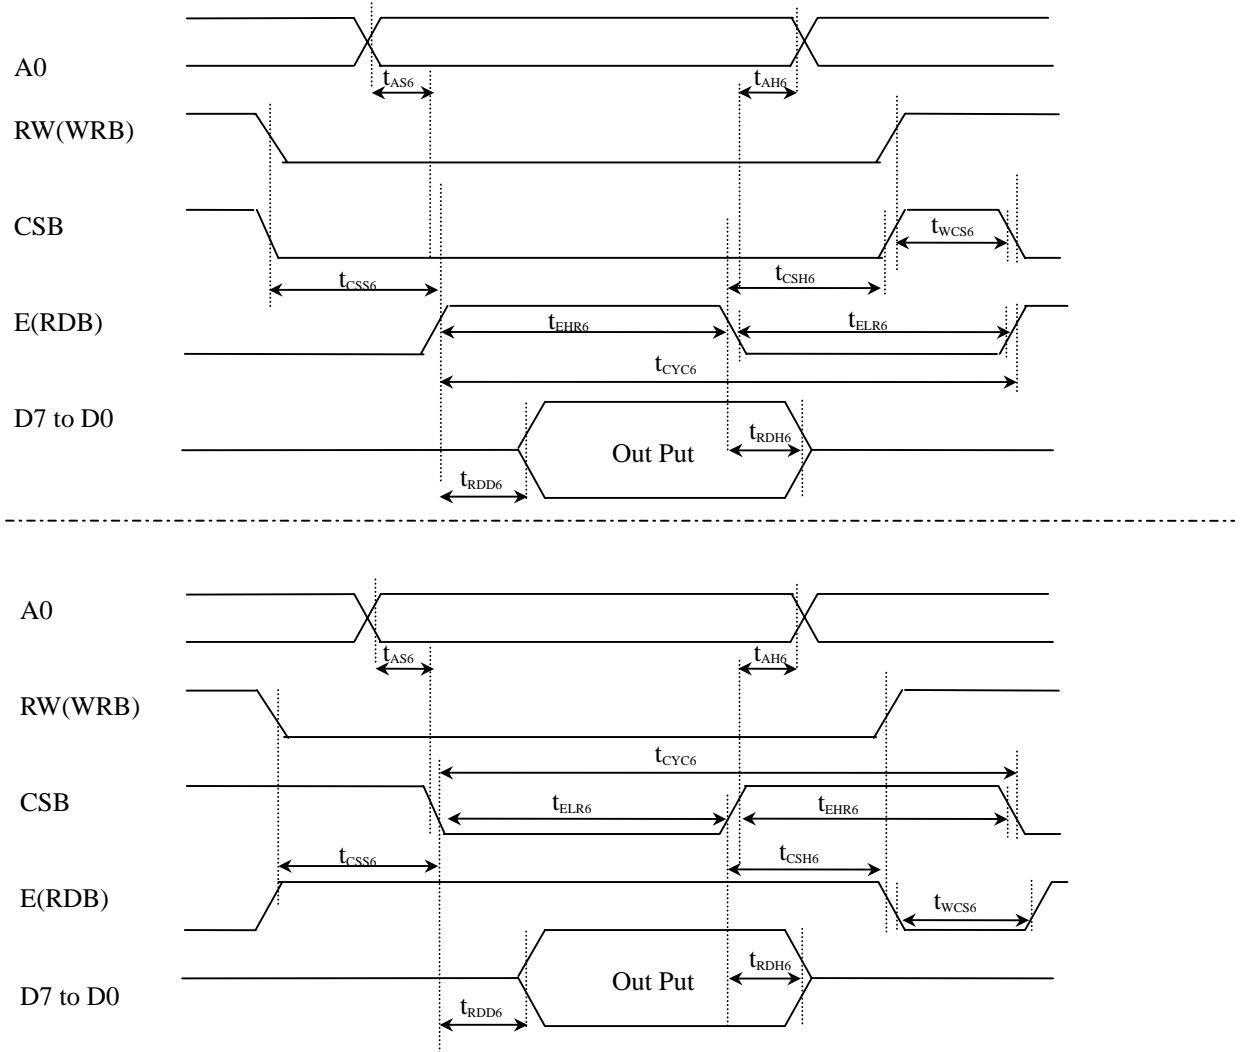 A0
tAS6
tAH6
RW(WRB)
CSB
tWCS6
tCSS6
tCSH6
E(RDB)
tEHR6
tELR6
tCYC6
D7 to D0
Out Put
tRDH6
tRDD6
A0
tAS6
tAH6
RW(WRB)
tCYC6
CSB
tELR6
tEHR6
tCSS6
tCSH6
E(RDB)
tWCS6
D7 to D0
Out Put
tRDH6
tRDD6